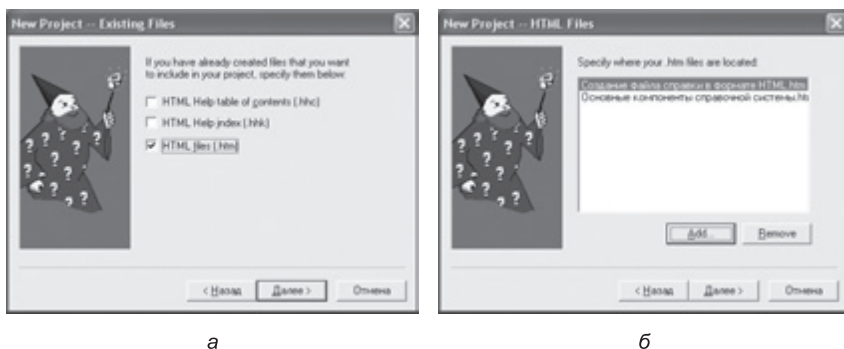 New Project -- Existing Files
If you have already created files that you want
to include in your project, specify them below:
HTML Help table of contents (.hhc)
HTML Help index (.hhk)
HTML files (.htm)
< Назад
Далее >
Отмена
а
New Project -- HTML Files
Specify where your .htm files are located:
Создание файла справки в формате HTML.htm
Основные компоненты справочной системы.ht
Add...
Remove
< Назад
Далее >
Отмена
б